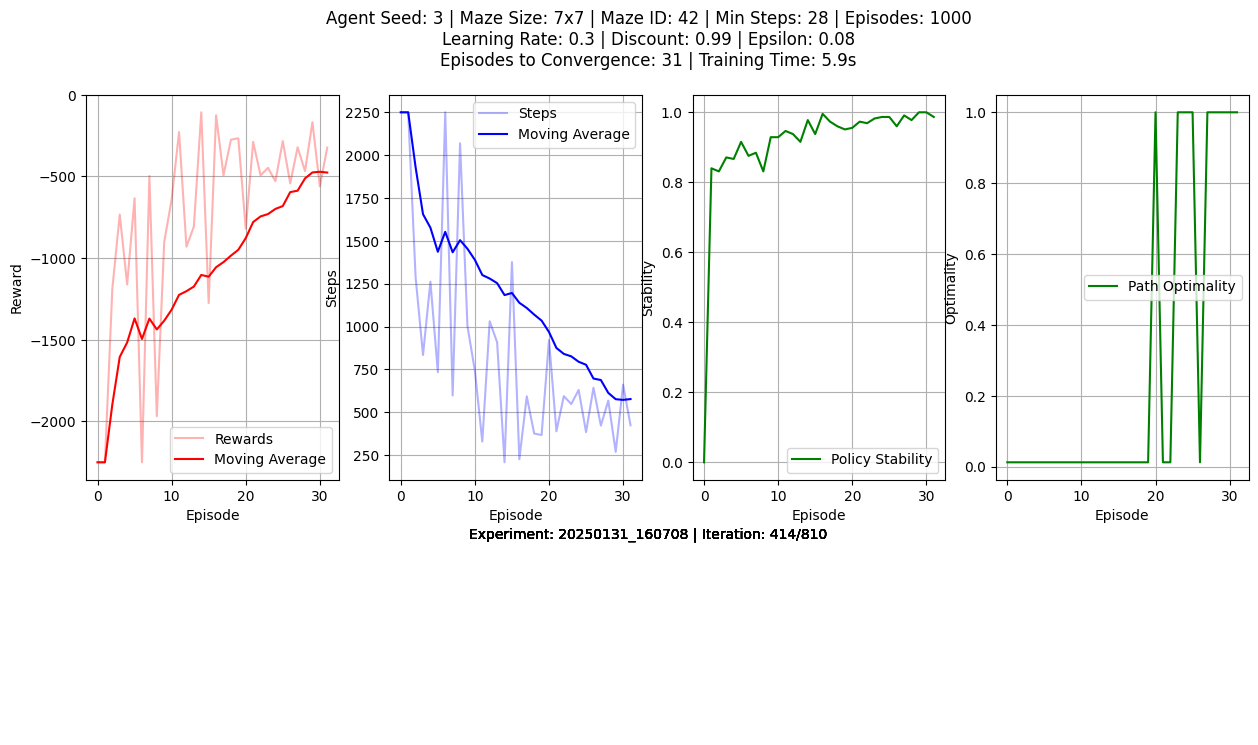 Agent Seed: 3 | Maze Size: 7x7 | Maze ID: 42 | Min Steps: 28 | Episodes: 1000
Learning Rate: 0.3 | Discount: 0.99 | Epsilon: 0.08
Episodes to Convergence: 31 | Training Time: 5.9s
Reward
0
−500
−1000
−1500
−2000
Rewards
Moving Average
0
10
20
30
Episode
Steps
2250
2000
1750
1500
1250
1000
750
500
250
Steps
Moving Average
0
10
20
30
Episode
Stability
1.0
0.8
0.6
0.4
0.2
0.0
Policy Stability
0
10
20
30
Episode
Optimality
1.0
0.8
0.6
0.4
0.2
0.0
Path Optimality
0
10
20
30
Episode
Experiment: 20250131_160708 | Iteration: 414/810